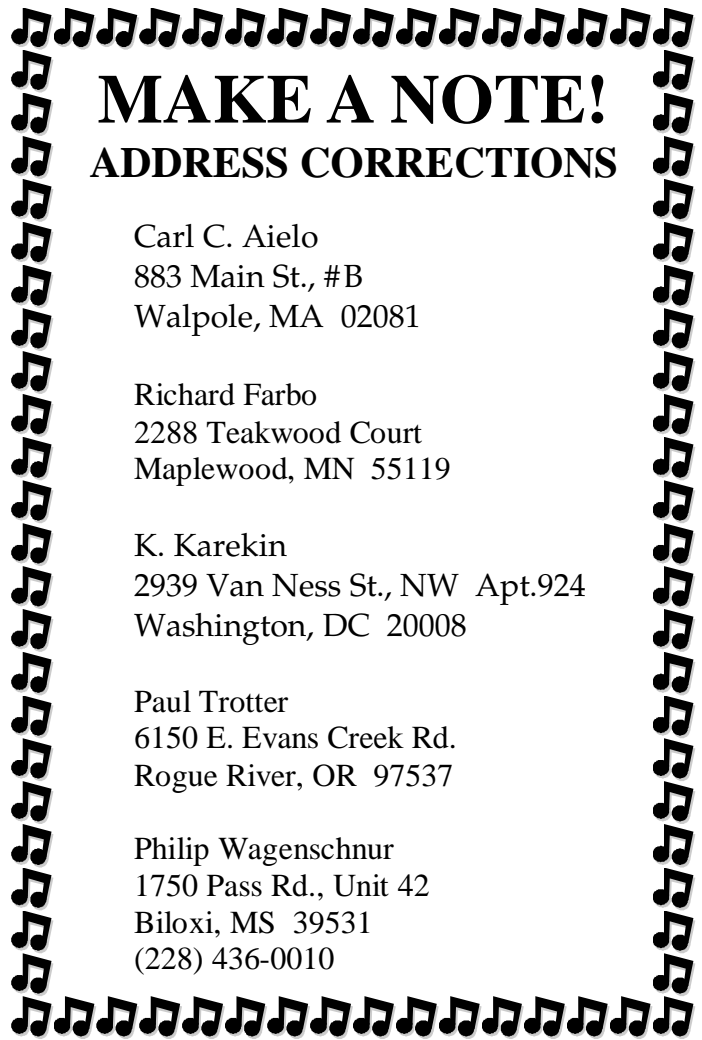 MAKE A NOTE!
ADDRESS CORRECTIONS
Carl C. Aielo
883 Main St., #B
Walpole, MA  02081
Richard Farbo
2288 Teakwood Court
Maplewood, MN  55119
K. Karekin
2939 Van Ness St., NW  Apt.924
Washington, DC  20008
Paul Trotter
6150 E. Evans Creek Rd.
Rogue River, OR  97537
Philip Wagenschnur
1750 Pass Rd., Unit 42
Biloxi, MS  39531
(228) 436-0010